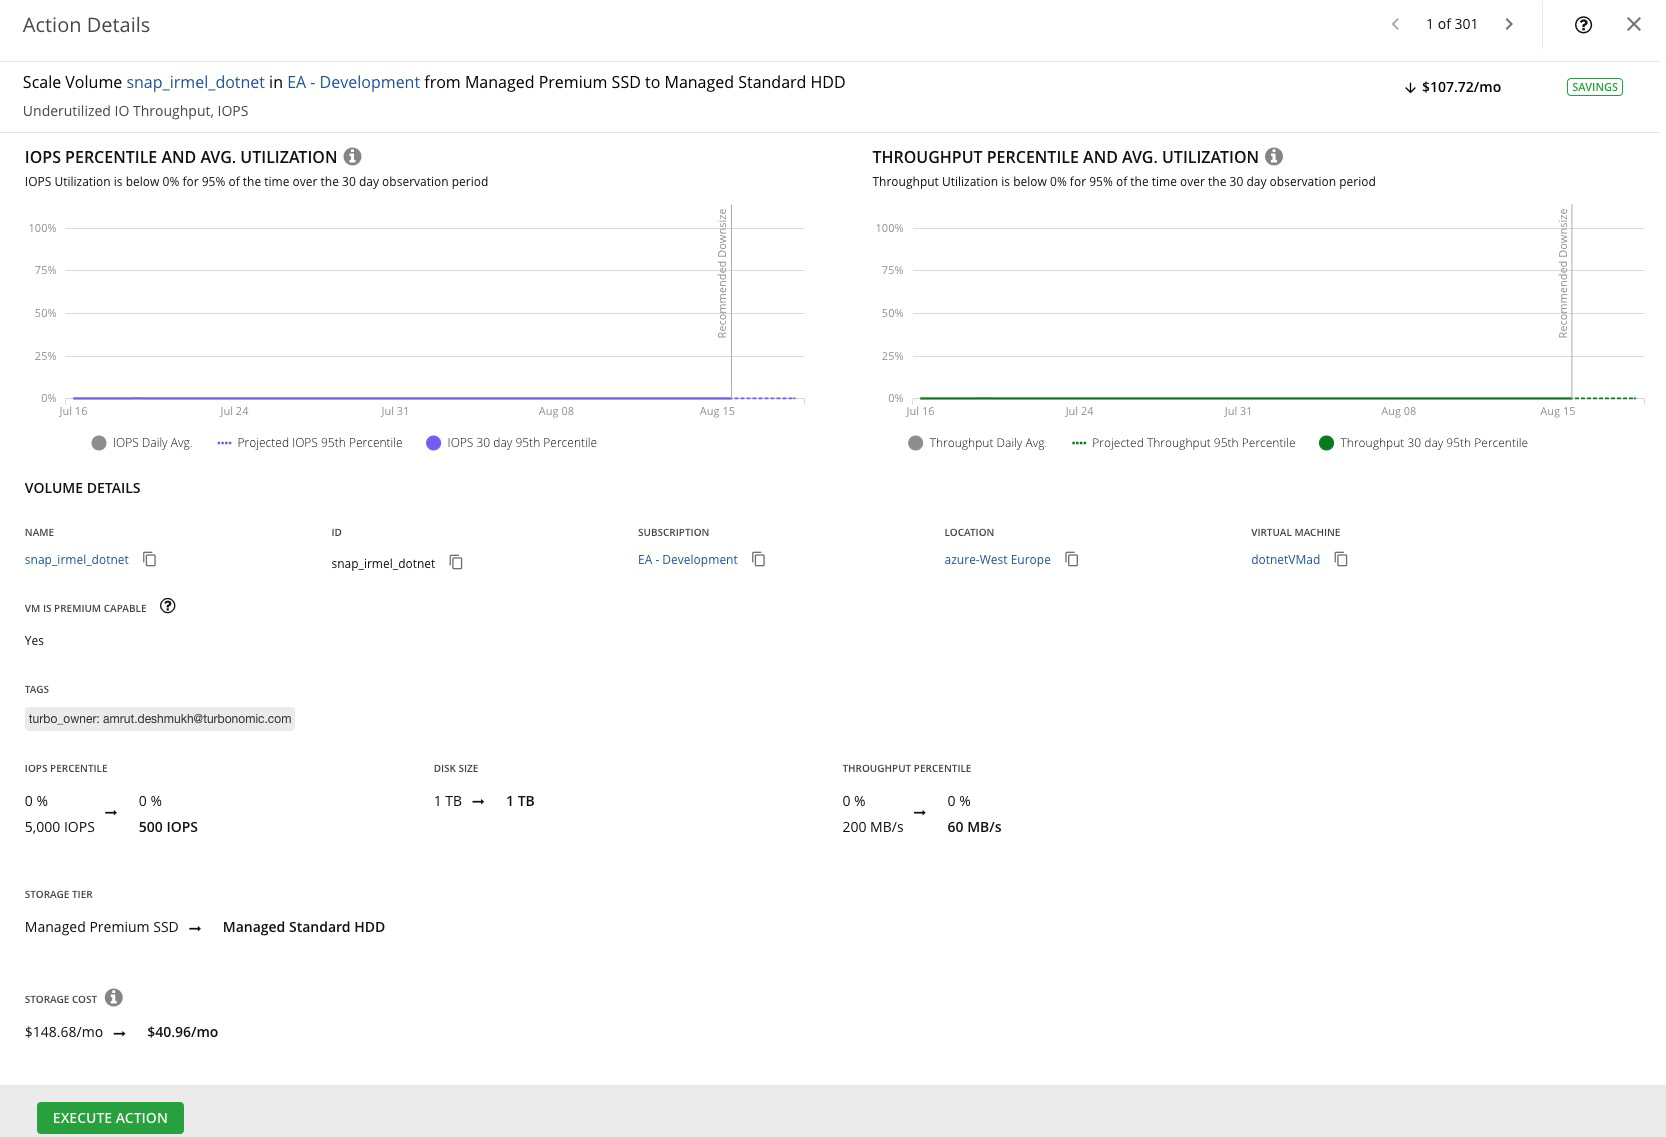 Action Details
1 of 301
Scale Volume snap_irmel_dotnet in EA - Development from Managed Premium SSD to Managed Standard HDD
↓ $107.72/mo
SAVINGS
Underutilized IO Throughput, IOPS
IOPS PERCENTILE AND AVG. UTILIZATION
IOPS Utilization is below 0% for 95% of the time over the 30 day observation period
100%
75%
50%
25%
0%
Recommended Downsize
Jul 16 Jul 24 Jul 31 Aug 08 Aug 15
IOPS Daily Avg. Projected IOPS 95th Percentile IOPS 30 day 95th Percentile
THROUGHPUT PERCENTILE AND AVG. UTILIZATION
Throughput Utilization is below 0% for 95% of the time over the 30 day observation period
100%
75%
50%
25%
0%
Recommended Downsize
Jul 16 Jul 24 Jul 31 Aug 08 Aug 15
Throughput Daily Avg. Projected Throughput 95th Percentile Throughput 30 day 95th Percentile
VOLUME DETAILS
NAME ID SUBSCRIPTION LOCATION VIRTUAL MACHINE
snap_irmel_dotnet snap_irmel_dotnet EA - Development azure-West Europe dotnetVMad
VM IS PREMIUM CAPABLE
Yes
TAGS
turbo_owner: amrut.deshmukh@turbonomic.com
IOPS PERCENTILE DISK SIZE THROUGHPUT PERCENTILE
0 % → 0 % 1 TB → 1 TB 0 % → 0 %
5,000 IOPS 500 IOPS 200 MB/s 60 MB/s
STORAGE TIER
Managed Premium SSD → Managed Standard HDD
STORAGE COST
$148.68/mo → $40.96/mo
EXECUTE ACTION